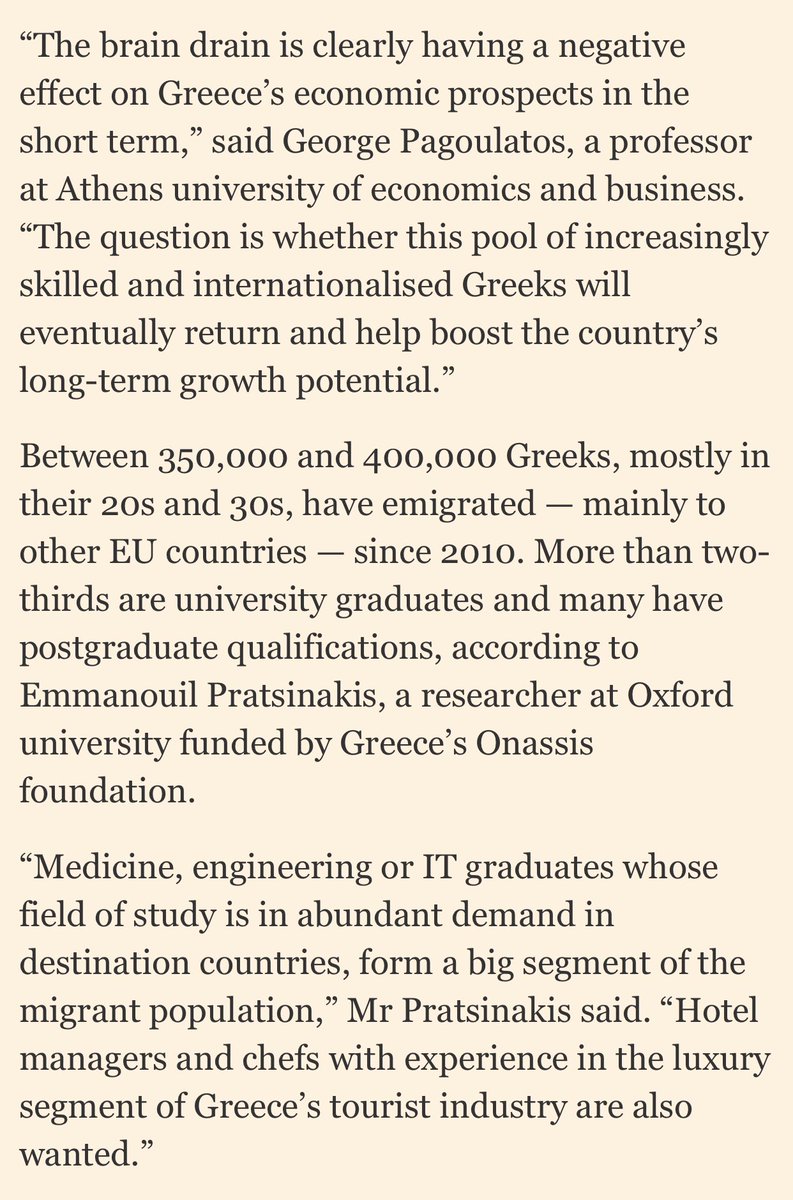 “The brain drain is clearly having a negative
effect on Greece’s economic prospects in the
short term,” said George Pagoulatos, a professor
at Athens university of economics and business.
“The question is whether this pool of increasingly
skilled and internationalised Greeks will
eventually return and help boost the country’s
long-term growth potential.”
Between 350,000 and 400,000 Greeks, mostly in
their 20s and 30s, have emigrated — mainly to
other EU countries — since 2010. More than two-
thirds are university graduates and many have
postgraduate qualifications, according to
Emmanouil Pratsinakis, a researcher at Oxford
university funded by Greece’s Onassis
foundation.
“Medicine, engineering or IT graduates whose
field of study is in abundant demand in
destination countries, form a big segment of the
migrant population,” Mr Pratsinakis said. “Hotel
managers and chefs with experience in the luxury
segment of Greece’s tourist industry are also
wanted.”